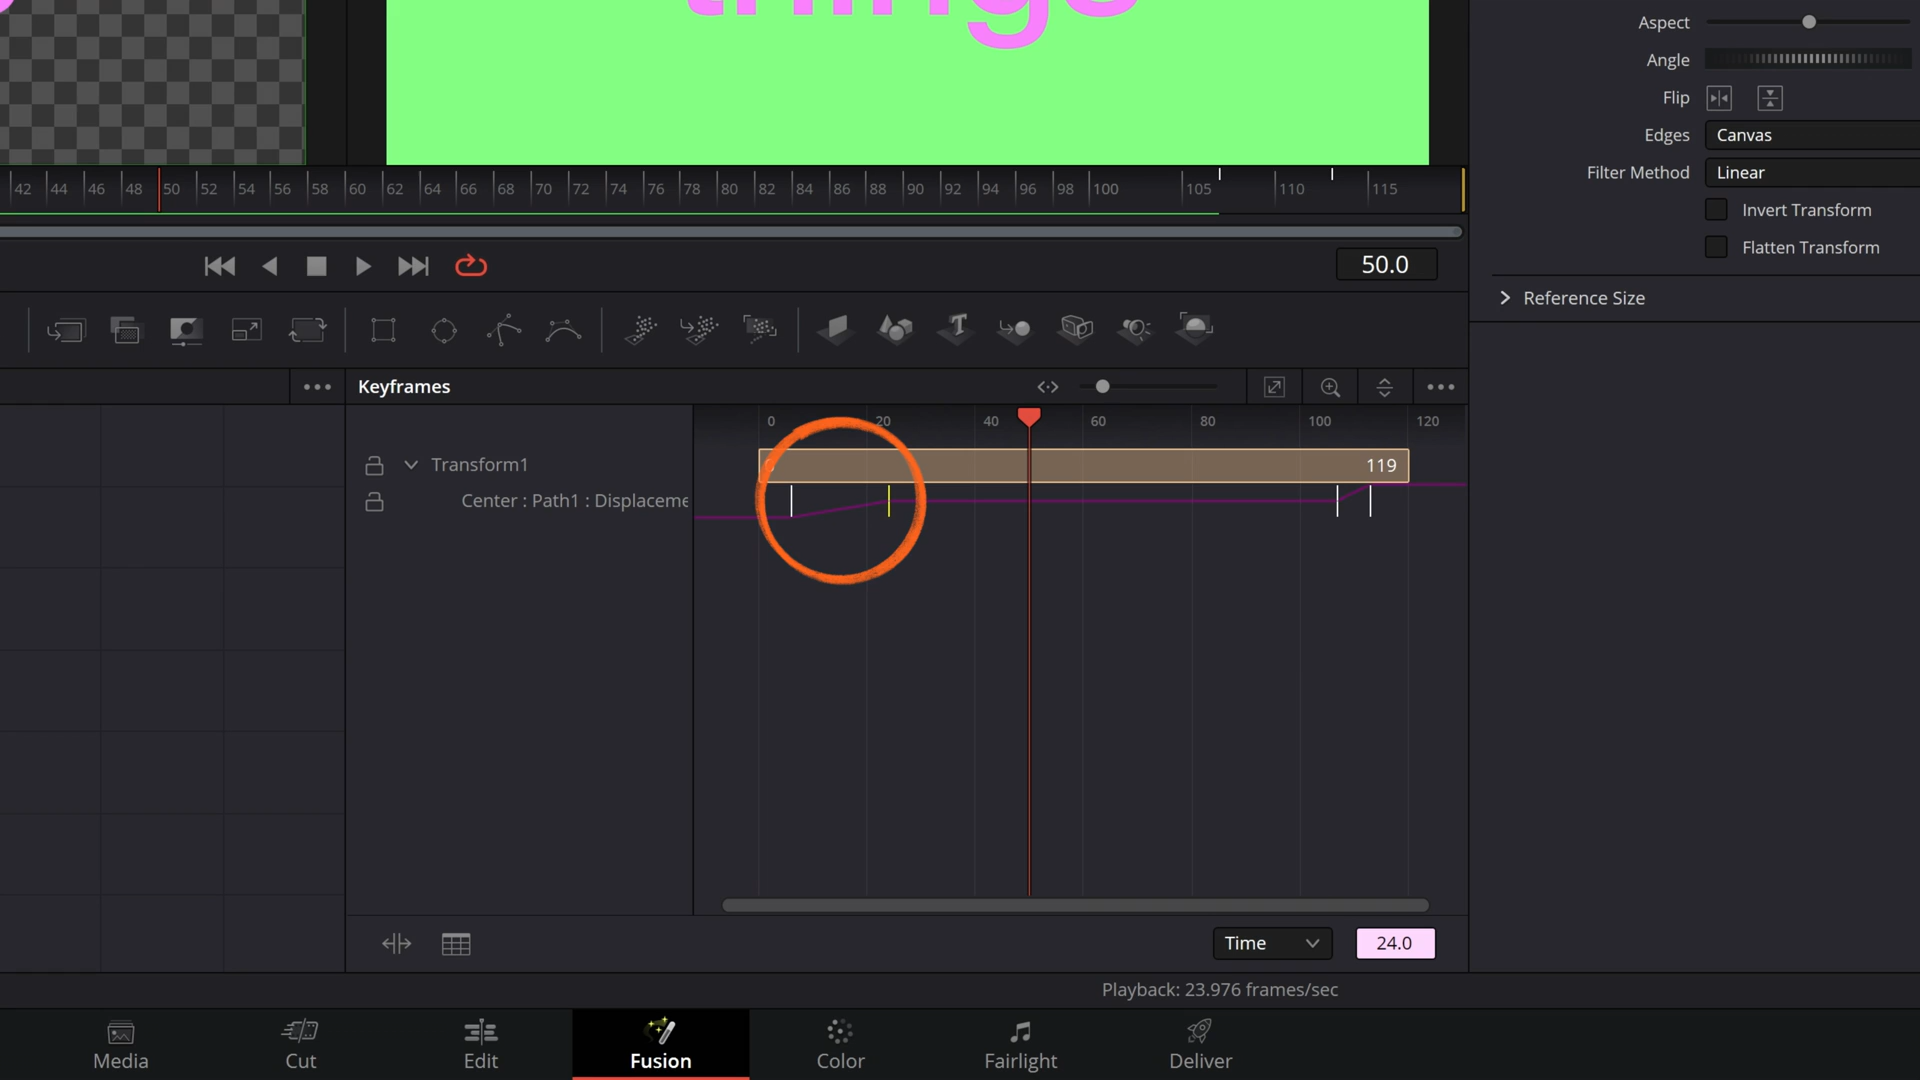 things
Aspect
Angle
Flip
Edges Canvas
Filter Method Linear
Invert Transform
Flatten Transform
Reference Size
42 44 46 48 50 52 54 56 58 60 62 64 66 68 70 72 74 76 78 80 82 84 86 88 90 92 94 96 98 100 105 110 115
50.0
Keyframes
0 20 40 60 80 100 120
Transform1
0 119
Center : Path1 : Displaceme
Time 24.0
Playback: 23.976 frames/sec
Media Cut Edit Fusion Color Fairlight Deliver